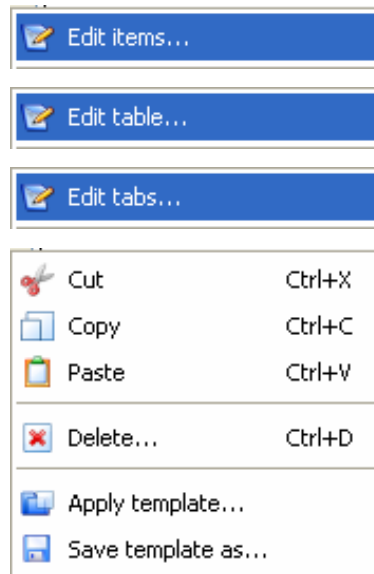 Edit items...
Edit table...
Edit tabs...
Cut Ctrl+X
Copy Ctrl+C
Paste Ctrl+V
Delete... Ctrl+D
Apply template...
Save template as...